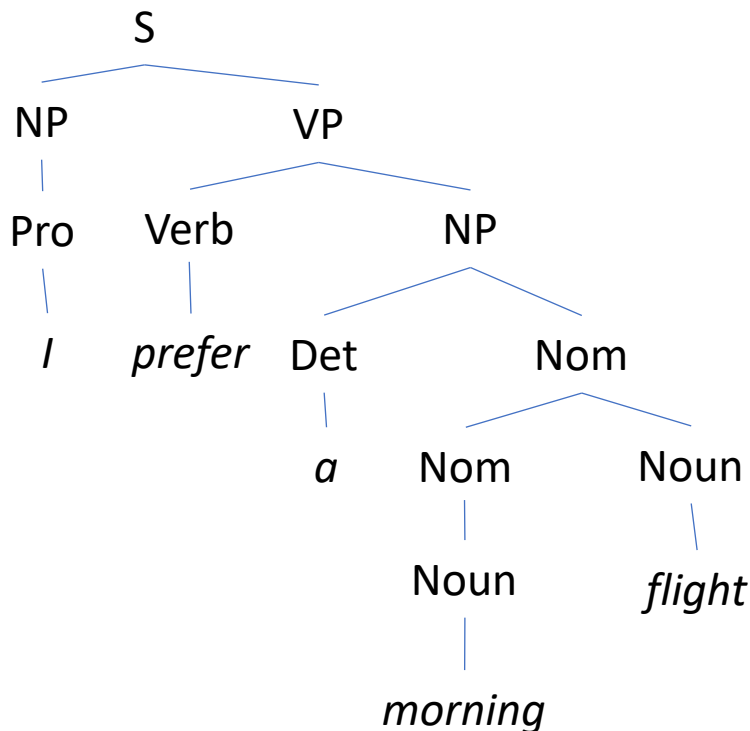 S
NP VP
Pro Verb NP
I prefer Det Nom
a Nom Noun
Noun flight
morning